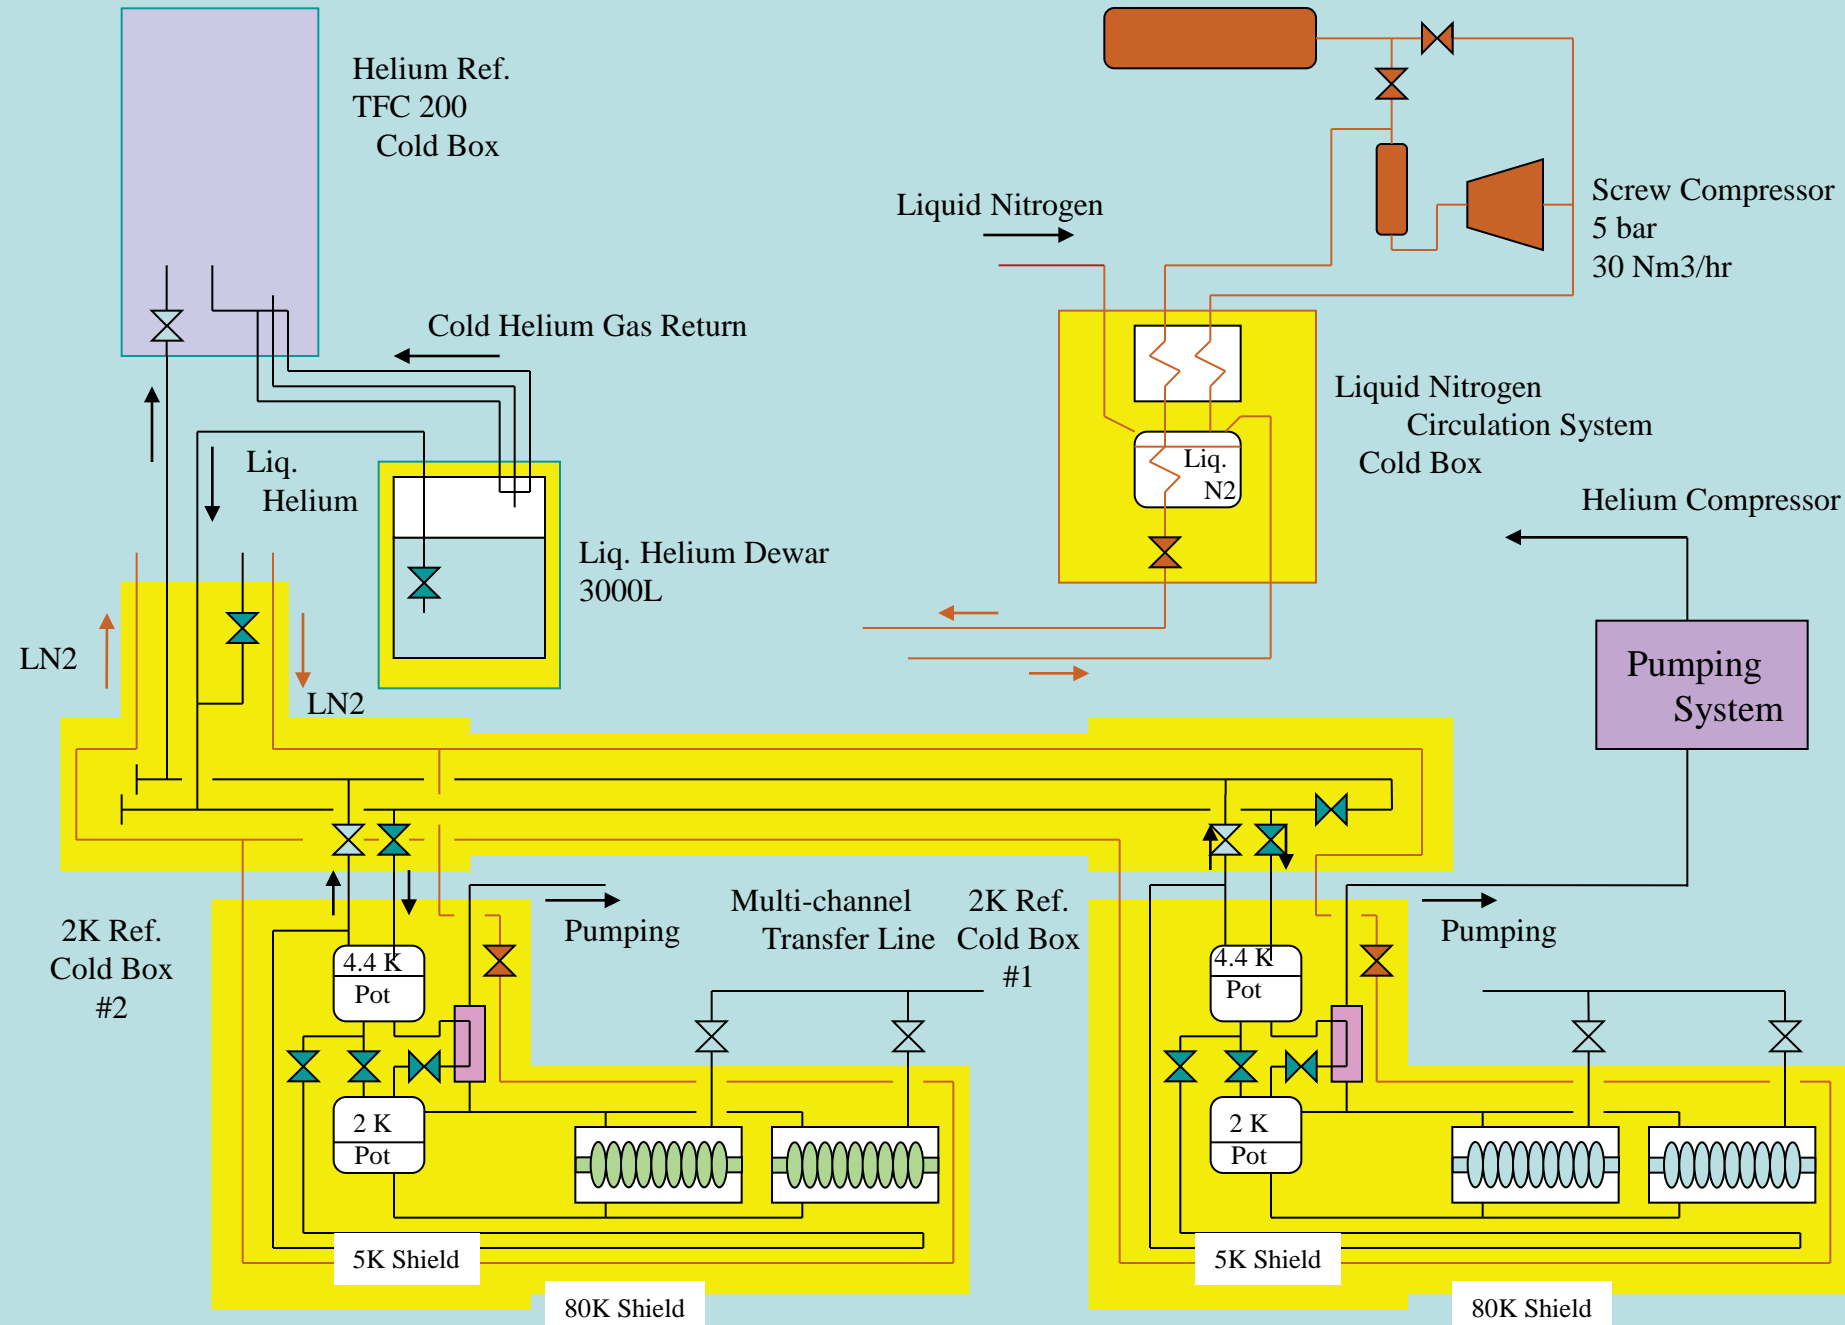 Helium Ref.
TFC 200
Cold Box
Liquid Nitrogen
Screw Compressor
5 bar
30 Nm3/hr
Cold Helium Gas Return
Liquid Nitrogen
Circulation System
Cold Box
Liq.
N2
Liq.
Helium
Helium Compressor
Liq. Helium Dewar
3000L
LN2
LN2
Pumping
System
2K Ref.
Cold Box
#2
Pumping
Multi-channel
Transfer Line
2K Ref.
Cold Box
#1
Pumping
4.4 K
Pot
4.4 K
Pot
2 K
Pot
2 K
Pot
5K Shield
5K Shield
80K Shield
80K Shield